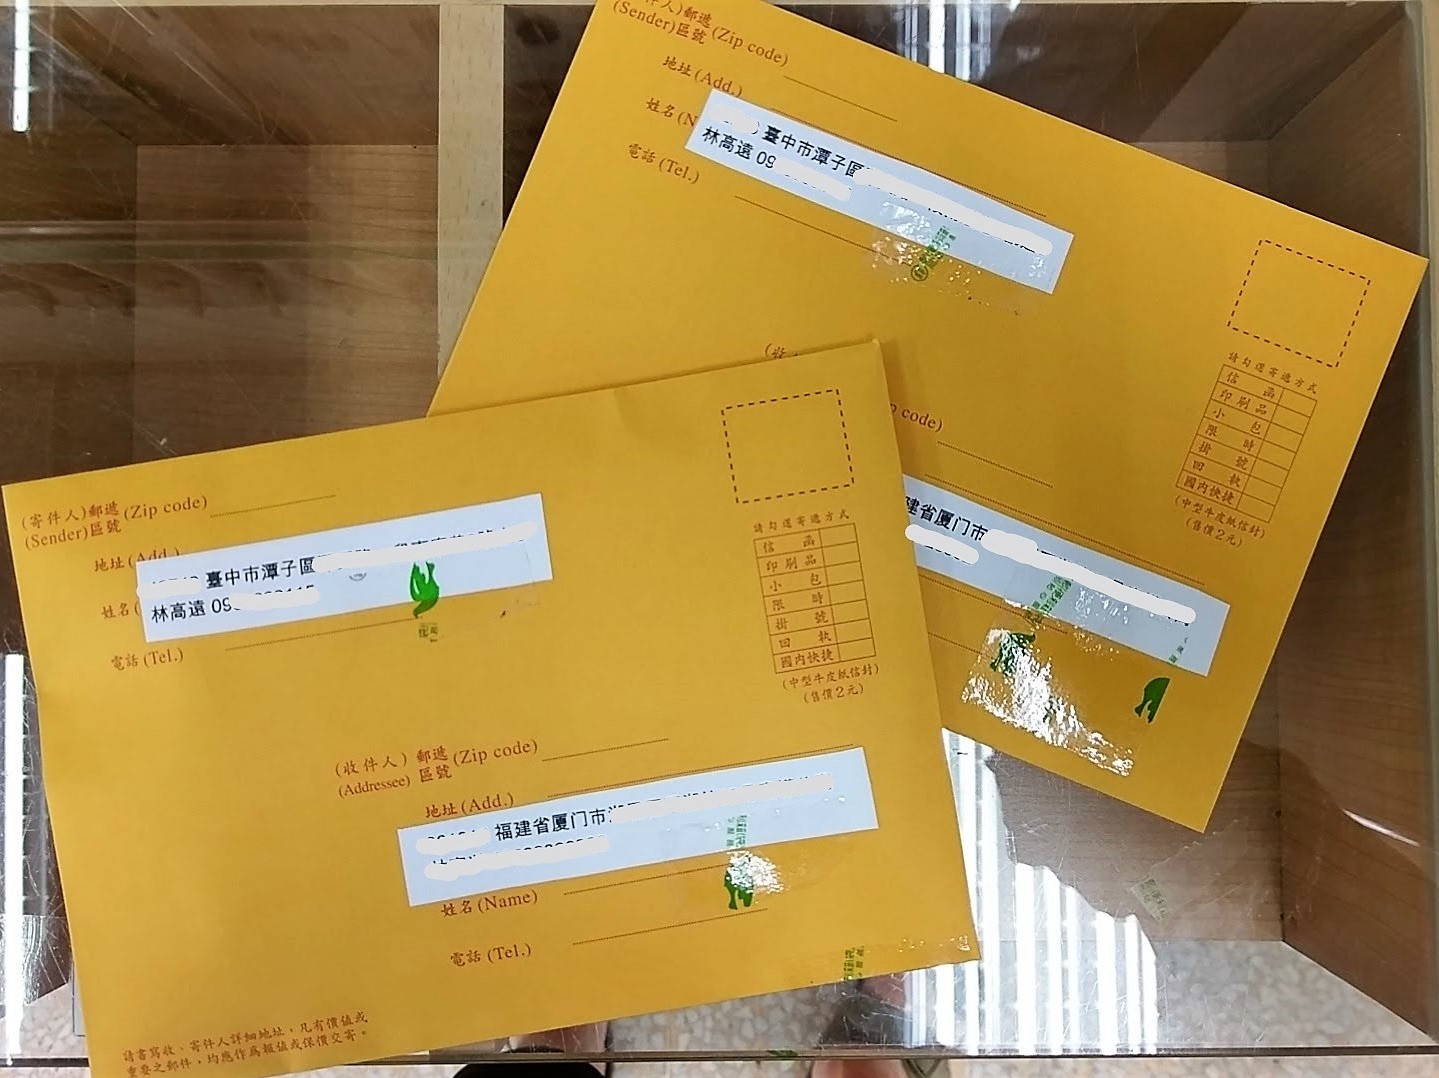 件人)郵遞(Zip code)
(Sender)區號
地址(Add.)
姓名(N
臺中市潭子區
林高遠 09
電話(Tel.)
(收
p code)
建省厦门市
請勾選寄遞方式
信函
印刷品
小包
限時
掛號
回執
國內快捷
(中型牛皮紙信封)
(售價2元)
(寄件人)郵遞(Zip code)
(Sender)區號
地址(Add.)
臺中市潭子區
姓名(
林高遠 09
電話(Tel.)
請勾選寄遞方式
信函
印刷品
小包
限時
掛號
回執
國內快捷
(中型牛皮紙信封)
(售價2元)
(收件人)郵遞(Zip code)
(Addressee)區號
地址(Add.)
福建省厦门市
姓名(Name)
電話(Tel.)
請書寫收、寄件人詳細地址,凡有價值或
重要之郵件,均應作為報值或保價交寄。